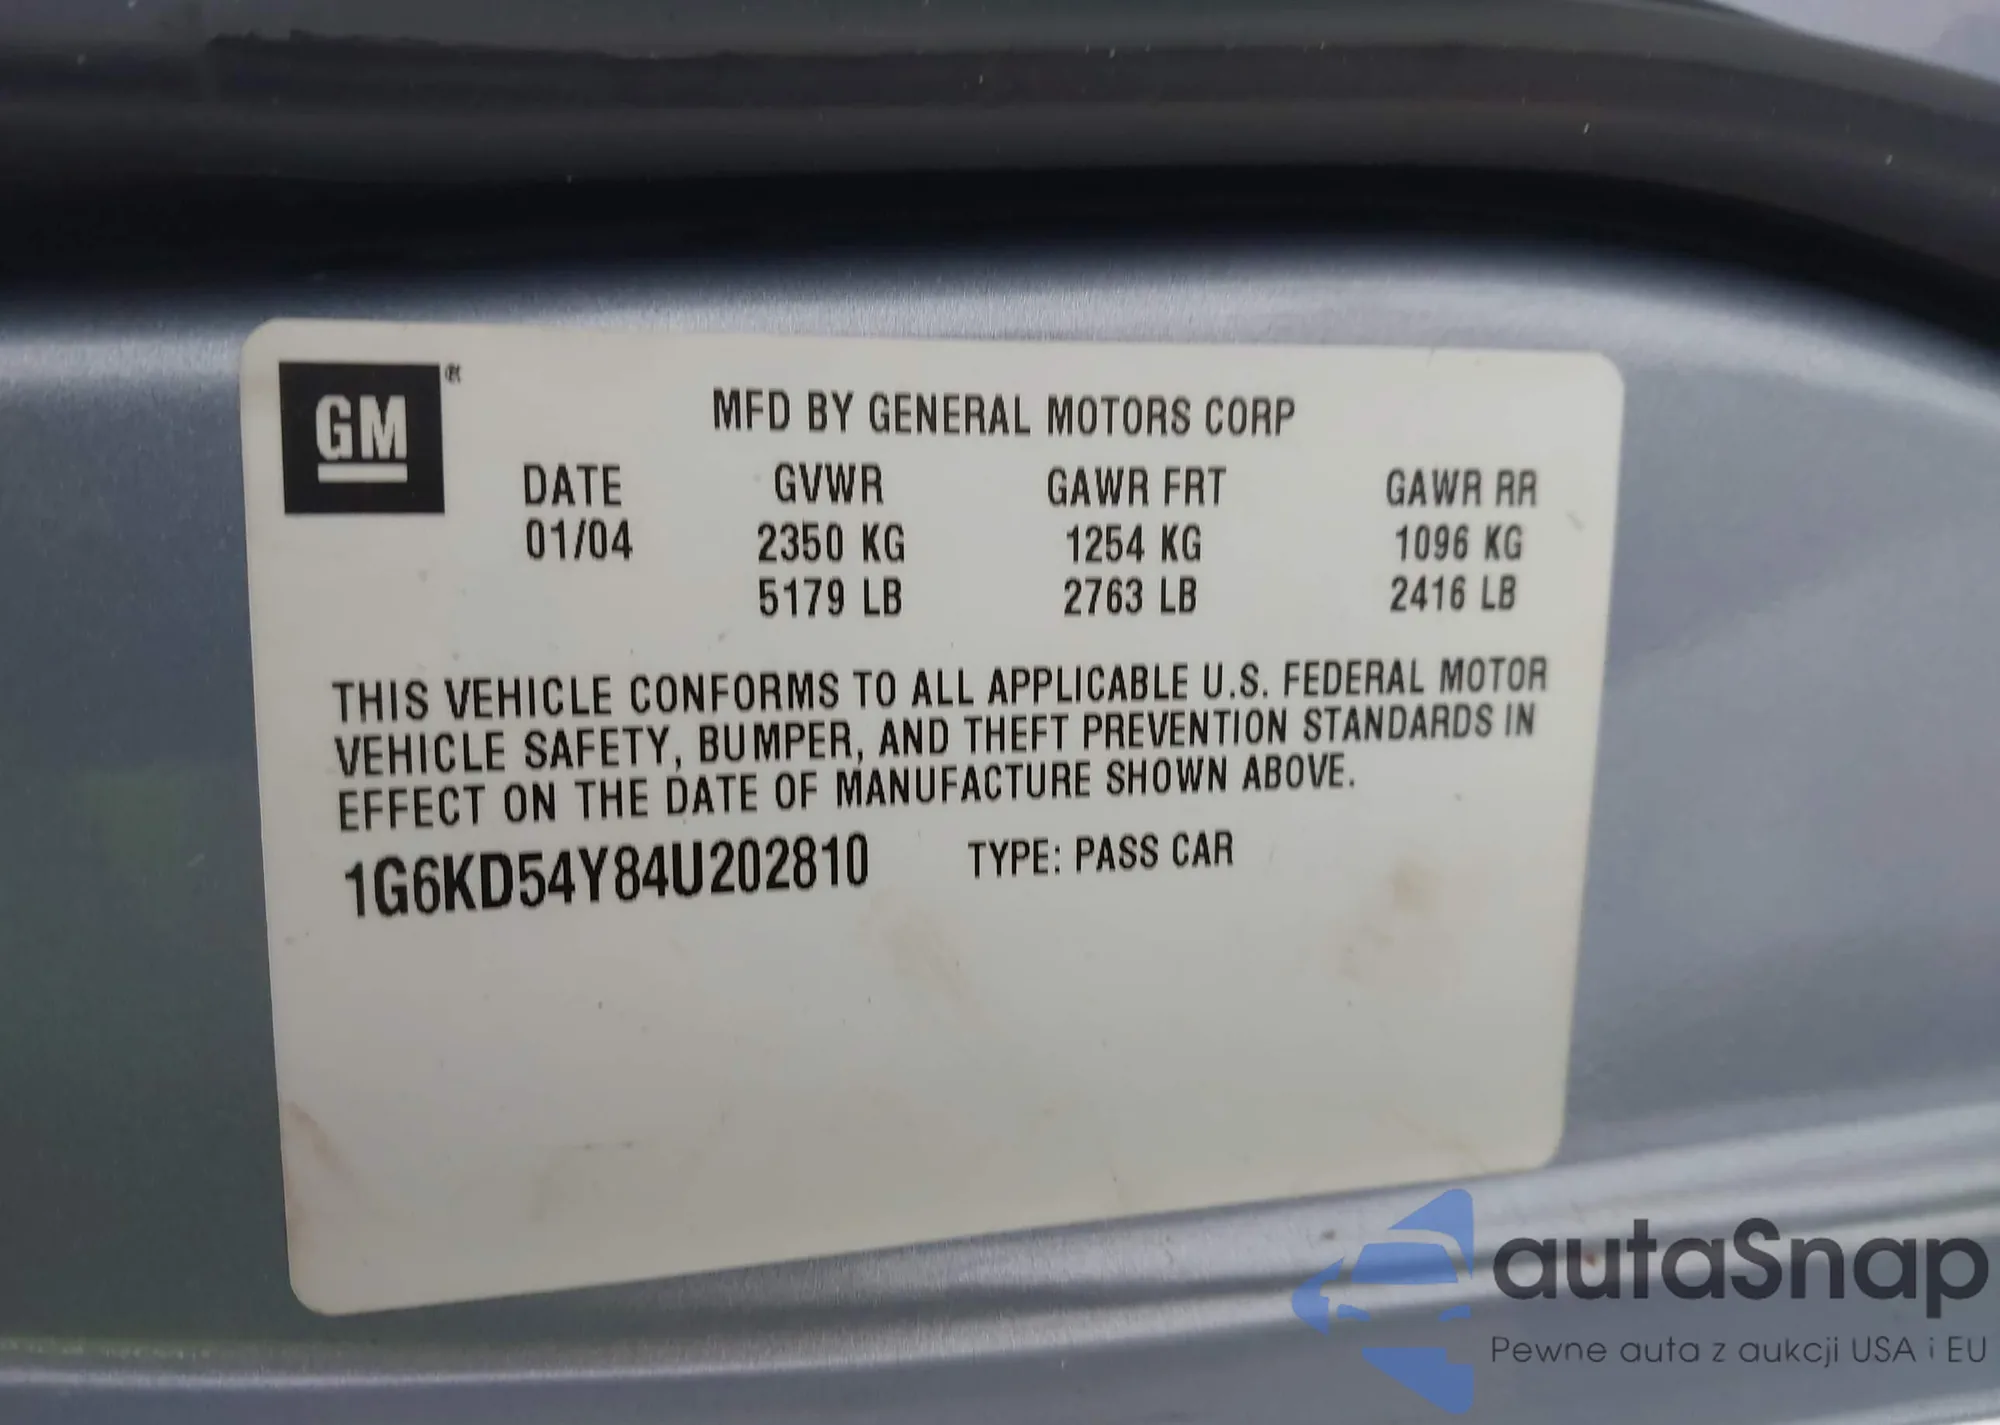 GM ®
MFD BY GENERAL MOTORS CORP
DATE GVWR GAWR FRT GAWR RR
01/04 2350 KG 1254 KG 1096 KG
5179 LB 2763 LB 2416 LB
THIS VEHICLE CONFORMS TO ALL APPLICABLE U.S. FEDERAL MOTOR
VEHICLE SAFETY, BUMPER, AND THEFT PREVENTION STANDARDS IN
EFFECT ON THE DATE OF MANUFACTURE SHOWN ABOVE.
1G6KD54Y84U202810 TYPE: PASS CAR
autaSnap
Pewne auta z aukcji USA i EU